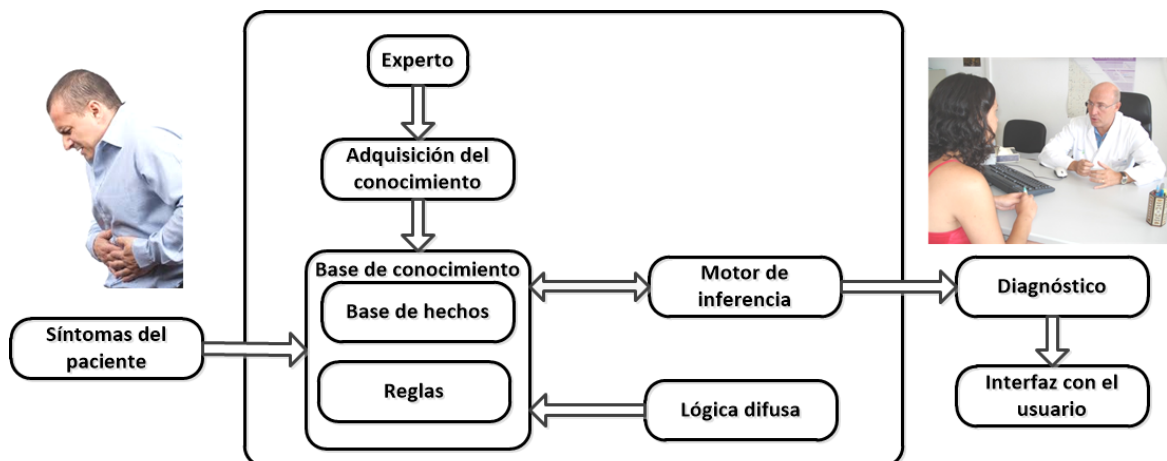 Experto
Adquisición del
conocimiento
Base de conocimiento
Base de hechos
Reglas
Síntomas del
paciente
Motor de
inferencia
Lógica difusa
Diagnóstico
Interfaz con el
usuario